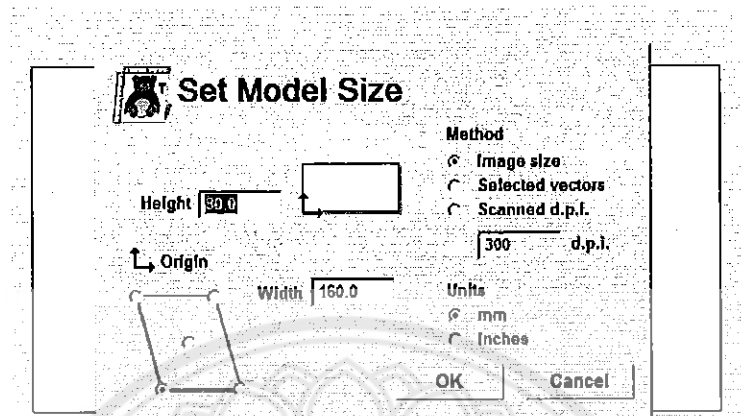 Set Model Size
Method
Image size
Selected vectors
Height 80.0
Scanned d.p.i.
300 d.p.i.
Origin
Width 160.0
Units
mm
Inches
OK Cancel